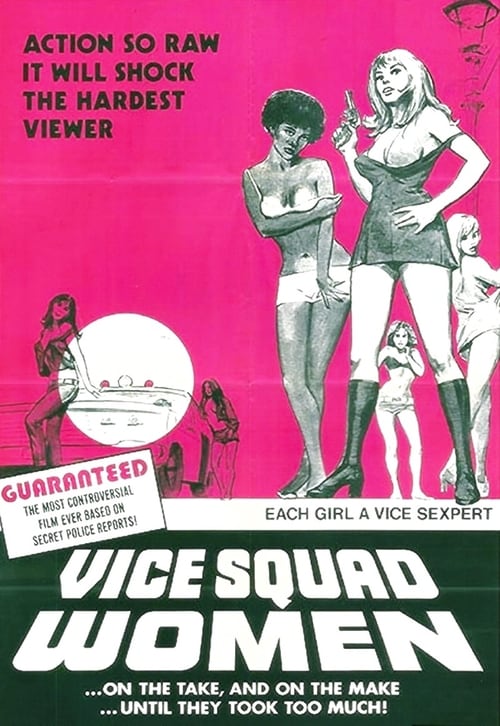 ACTION SO RAW
IT WILL SHOCK
THE HARDEST
VIEWER
GUARANTEED
THE MOST CONTROVERSIAL
FILM EVER BASED ON
SECRET POLICE REPORTS!
EACH GIRL A VICE SEXPERT
VICE SQUAD
WOMEN
...ON THE TAKE, AND ON THE MAKE
...UNTIL THEY TOOK TOO MUCH!